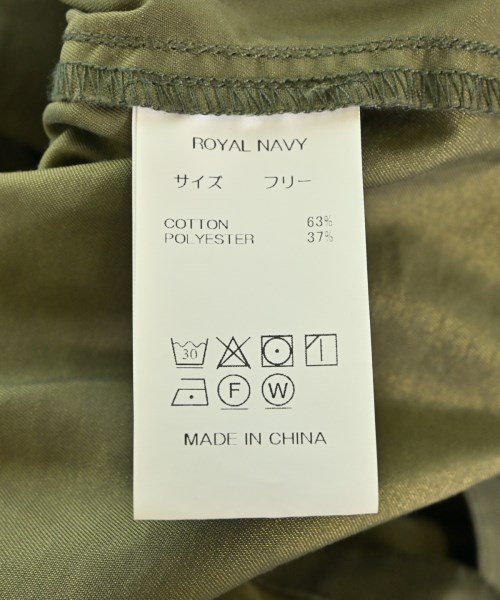 ROYAL NAVY
サイズ フリー
COTTON 63%
POLYESTER 37%
30
F W
MADE IN CHINA